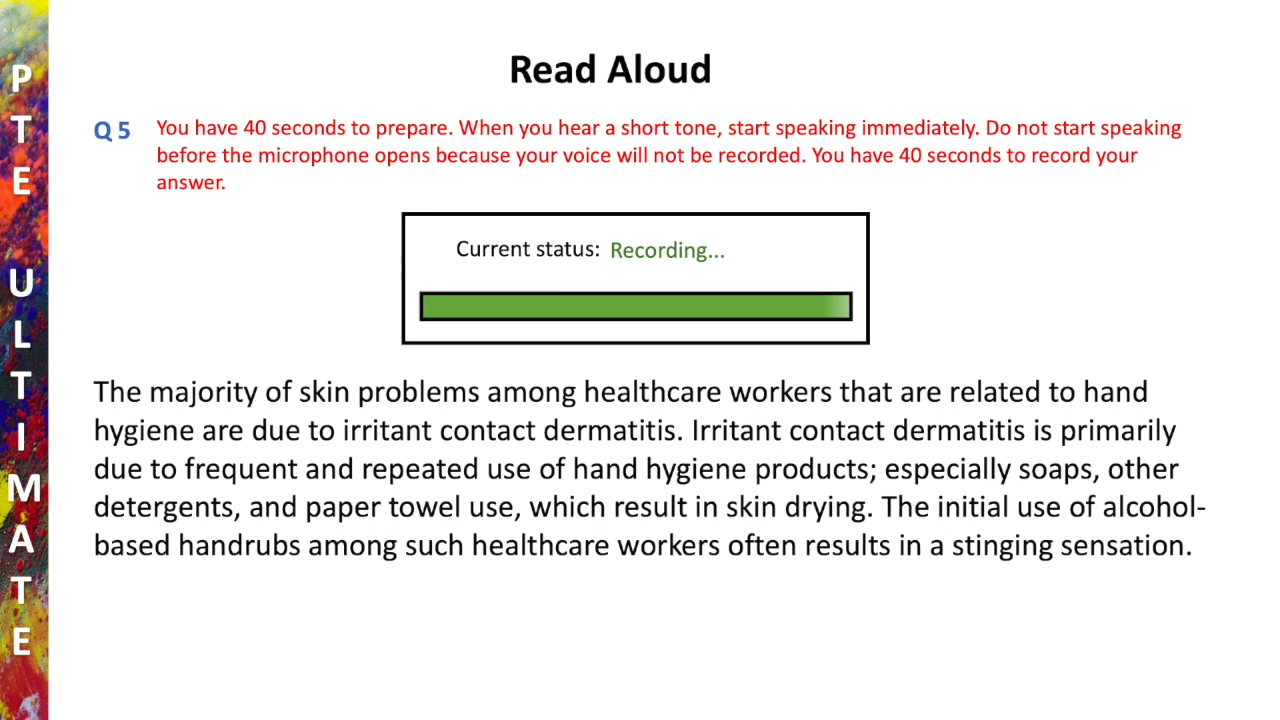 Read Aloud
Q 5
You have 40 seconds to prepare. When you hear a short tone, start speaking immediately. Do not start speaking
before the microphone opens because your voice will not be recorded. You have 40 seconds to record your
answer.
Current status: Recording...
The majority of skin problems among healthcare workers that are related to hand
hygiene are due to irritant contact dermatitis. Irritant contact dermatitis is primarily
due to frequent and repeated use of hand hygiene products; especially soaps, other
detergents, and paper towel use, which result in skin drying. The initial use of alcohol-
based handrubs among such healthcare workers often results in a stinging sensation.
PTE ULTIMATE